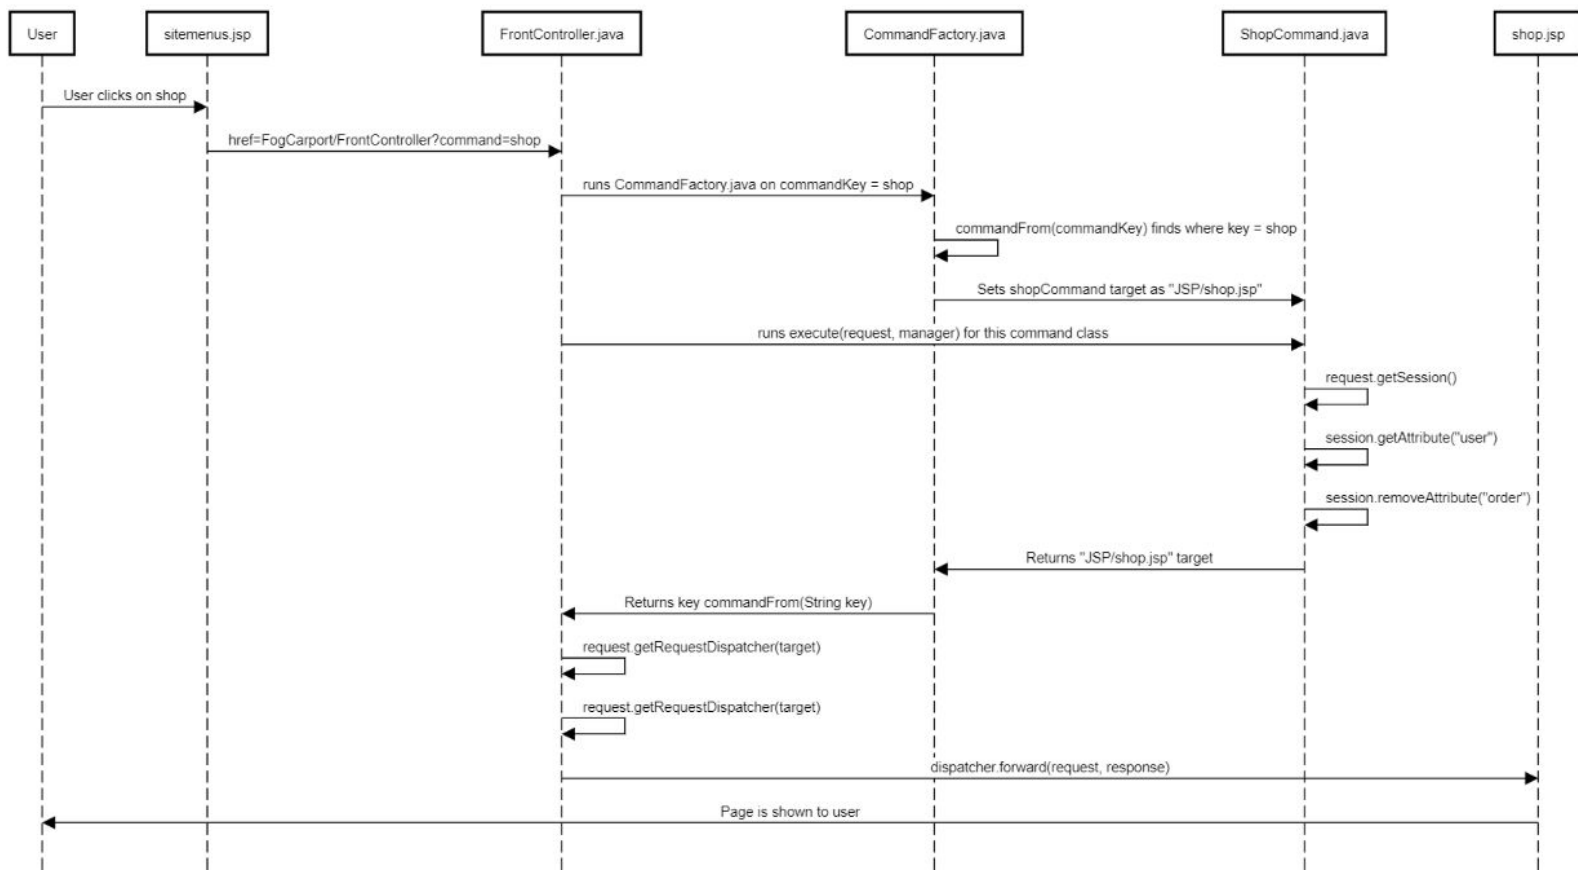 User
sitemenus.jsp
FrontController.java
CommandFactory.java
ShopCommand.java
shop.jsp
User clicks on shop
href=FogCarport/FrontController?command=shop
runs CommandFactory.java on commandKey = shop
commandFrom(commandKey) finds where key = shop
Sets shopCommand target as "JSP/shop.jsp"
runs execute(request, manager) for this command class
request.getSession()
session.getAttribute("user")
session.removeAttribute("order")
Returns "JSP/shop.jsp" target
Returns key commandFrom(String key)
request.getRequestDispatcher(target)
request.getRequestDispatcher(target)
dispatcher.forward(request, response)
Page is shown to user